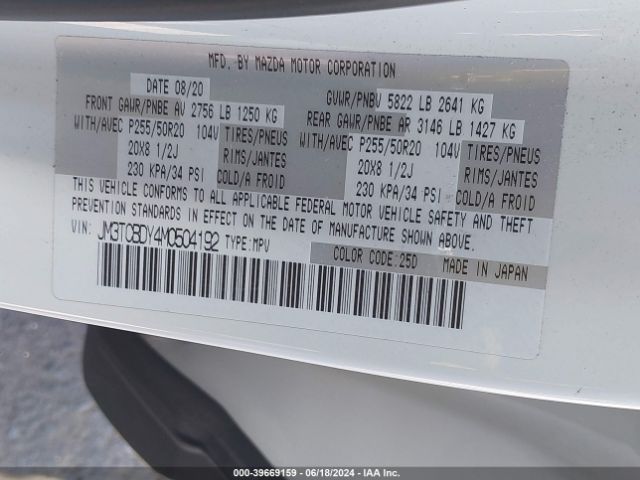 MFD. BY MAZDA MOTOR CORPORATION
DATE 08/20 GVWR/PNBV 5822 LB 2641 KG
FRONT GAWR/PNBE AV 2756 LB 1250 KG REAR GAWR/PNBE AR 3146 LB 1427 KG
WITH/AVEC P255/50R20 104V TIRES/PNEUS WITH/AVEC P255/50R20 104V TIRES/PNEUS
20X8 1/2J RIMS/JANTES 20X8 1/2J RIMS/JANTES
230 KPA/34 PSI COLD/A FROID 230 KPA/34 PSI COLD/A FROID
THIS VEHICLE CONFORMS TO ALL APPLICABLE FEDERAL MOTOR VEHICLE SAFETY AND THEFT
PREVENTION STANDARDS IN EFFECT ON THE DATE OF MANUFACTURE SHOWN ABOVE.
VIN: JM3TCBDY4M0504192 TYPE:MPV
COLOR CODE:25D MADE IN JAPAN
000-39669159 - 06/18/2024 - IAA Inc.